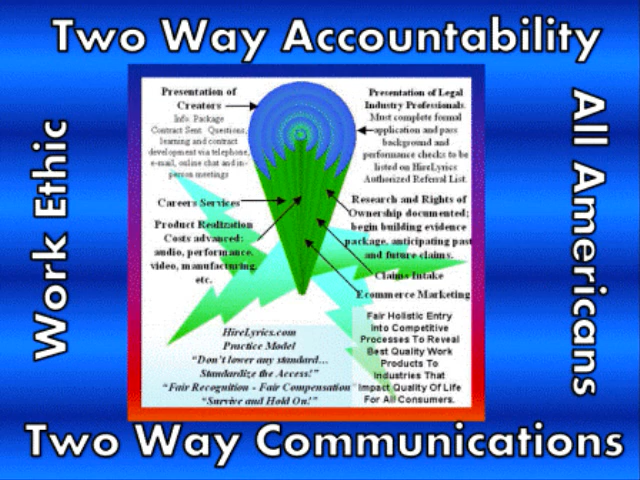 Two Way Accountability
Work Ethic
All Americans
Presentation of
Creators
Info. Package
Contract Sent Questions,
learning and contract
development via telephone,
e-mail, online chat and in-
person meetings
Careers Services
Product Realization
Costs advanced:
audio, performance,
video, manufacturing,
etc.
Presentation of Legal
Industry Professionals.
Must complete formal
application and pass
background and
performance checks to be
listed on HireLyrics
Authorized Referral List.
Research and Rights of
Ownership documented;
begin building evidence
package, anticipating past
and future claims.
Claims Intake
Ecommerce Marketing
HireLyrics.com
Practice Model
“Don't lower any standard…
Standardize the Access!”
“Fair Recognition - Fair Compensation”
“Survive and Hold On!”
Fair Holistic Entry
Into Competitive
Processes To Reveal
Best Quality Work
Products To
Industries That
Impact Quality Of Life
For All Consumers.
Two Way Communications